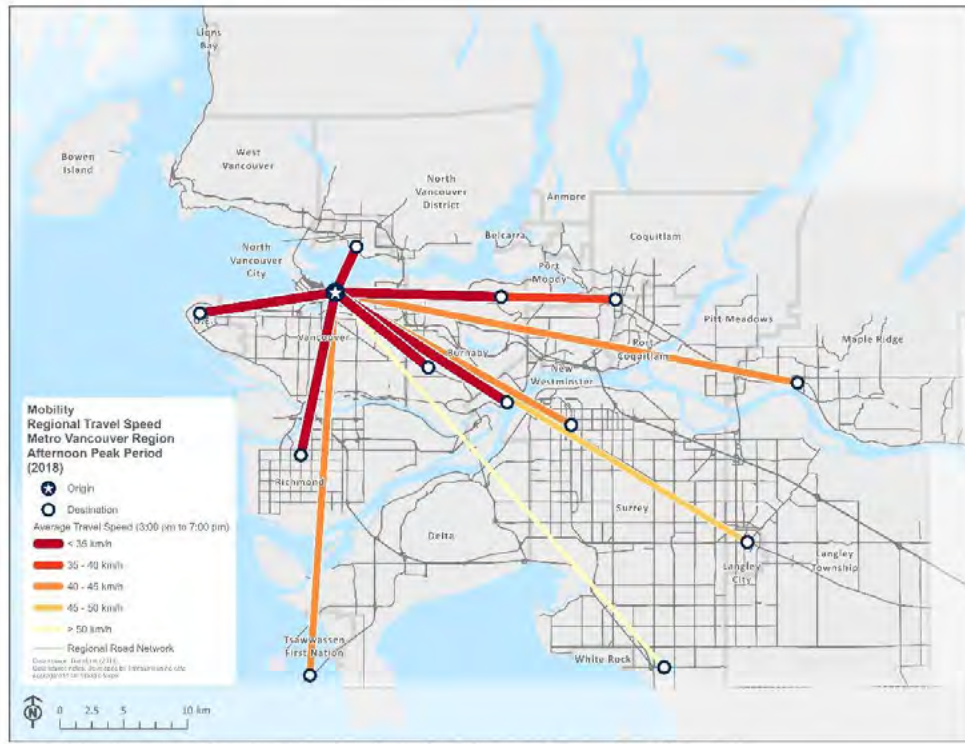 Lions
Bay
Bowen
Island
West
Vancouver
North
Vancouver
District
Anmore
Belcarra
Coquitlam
North
Vancouver
City
Port
Moody
Pitt Meadows
Maple Ridge
Vancouver
Burnaby
Port
Coquitlam
New
Westminster
Richmond
Surrey
Delta
Langley
City
Langley
Township
Tsawwassen
First Nation
White Rock
Mobility
Regional Travel Speed
Metro Vancouver Region
Afternoon Peak Period
(2018)
Origin
Destination
Average Travel Speed (3:00 pm to 7:00 pm)
< 35 km/h
35 - 40 km/h
40 - 45 km/h
45 - 50 km/h
> 50 km/h
Regional Road Network
N
0 2.5 5 10 km